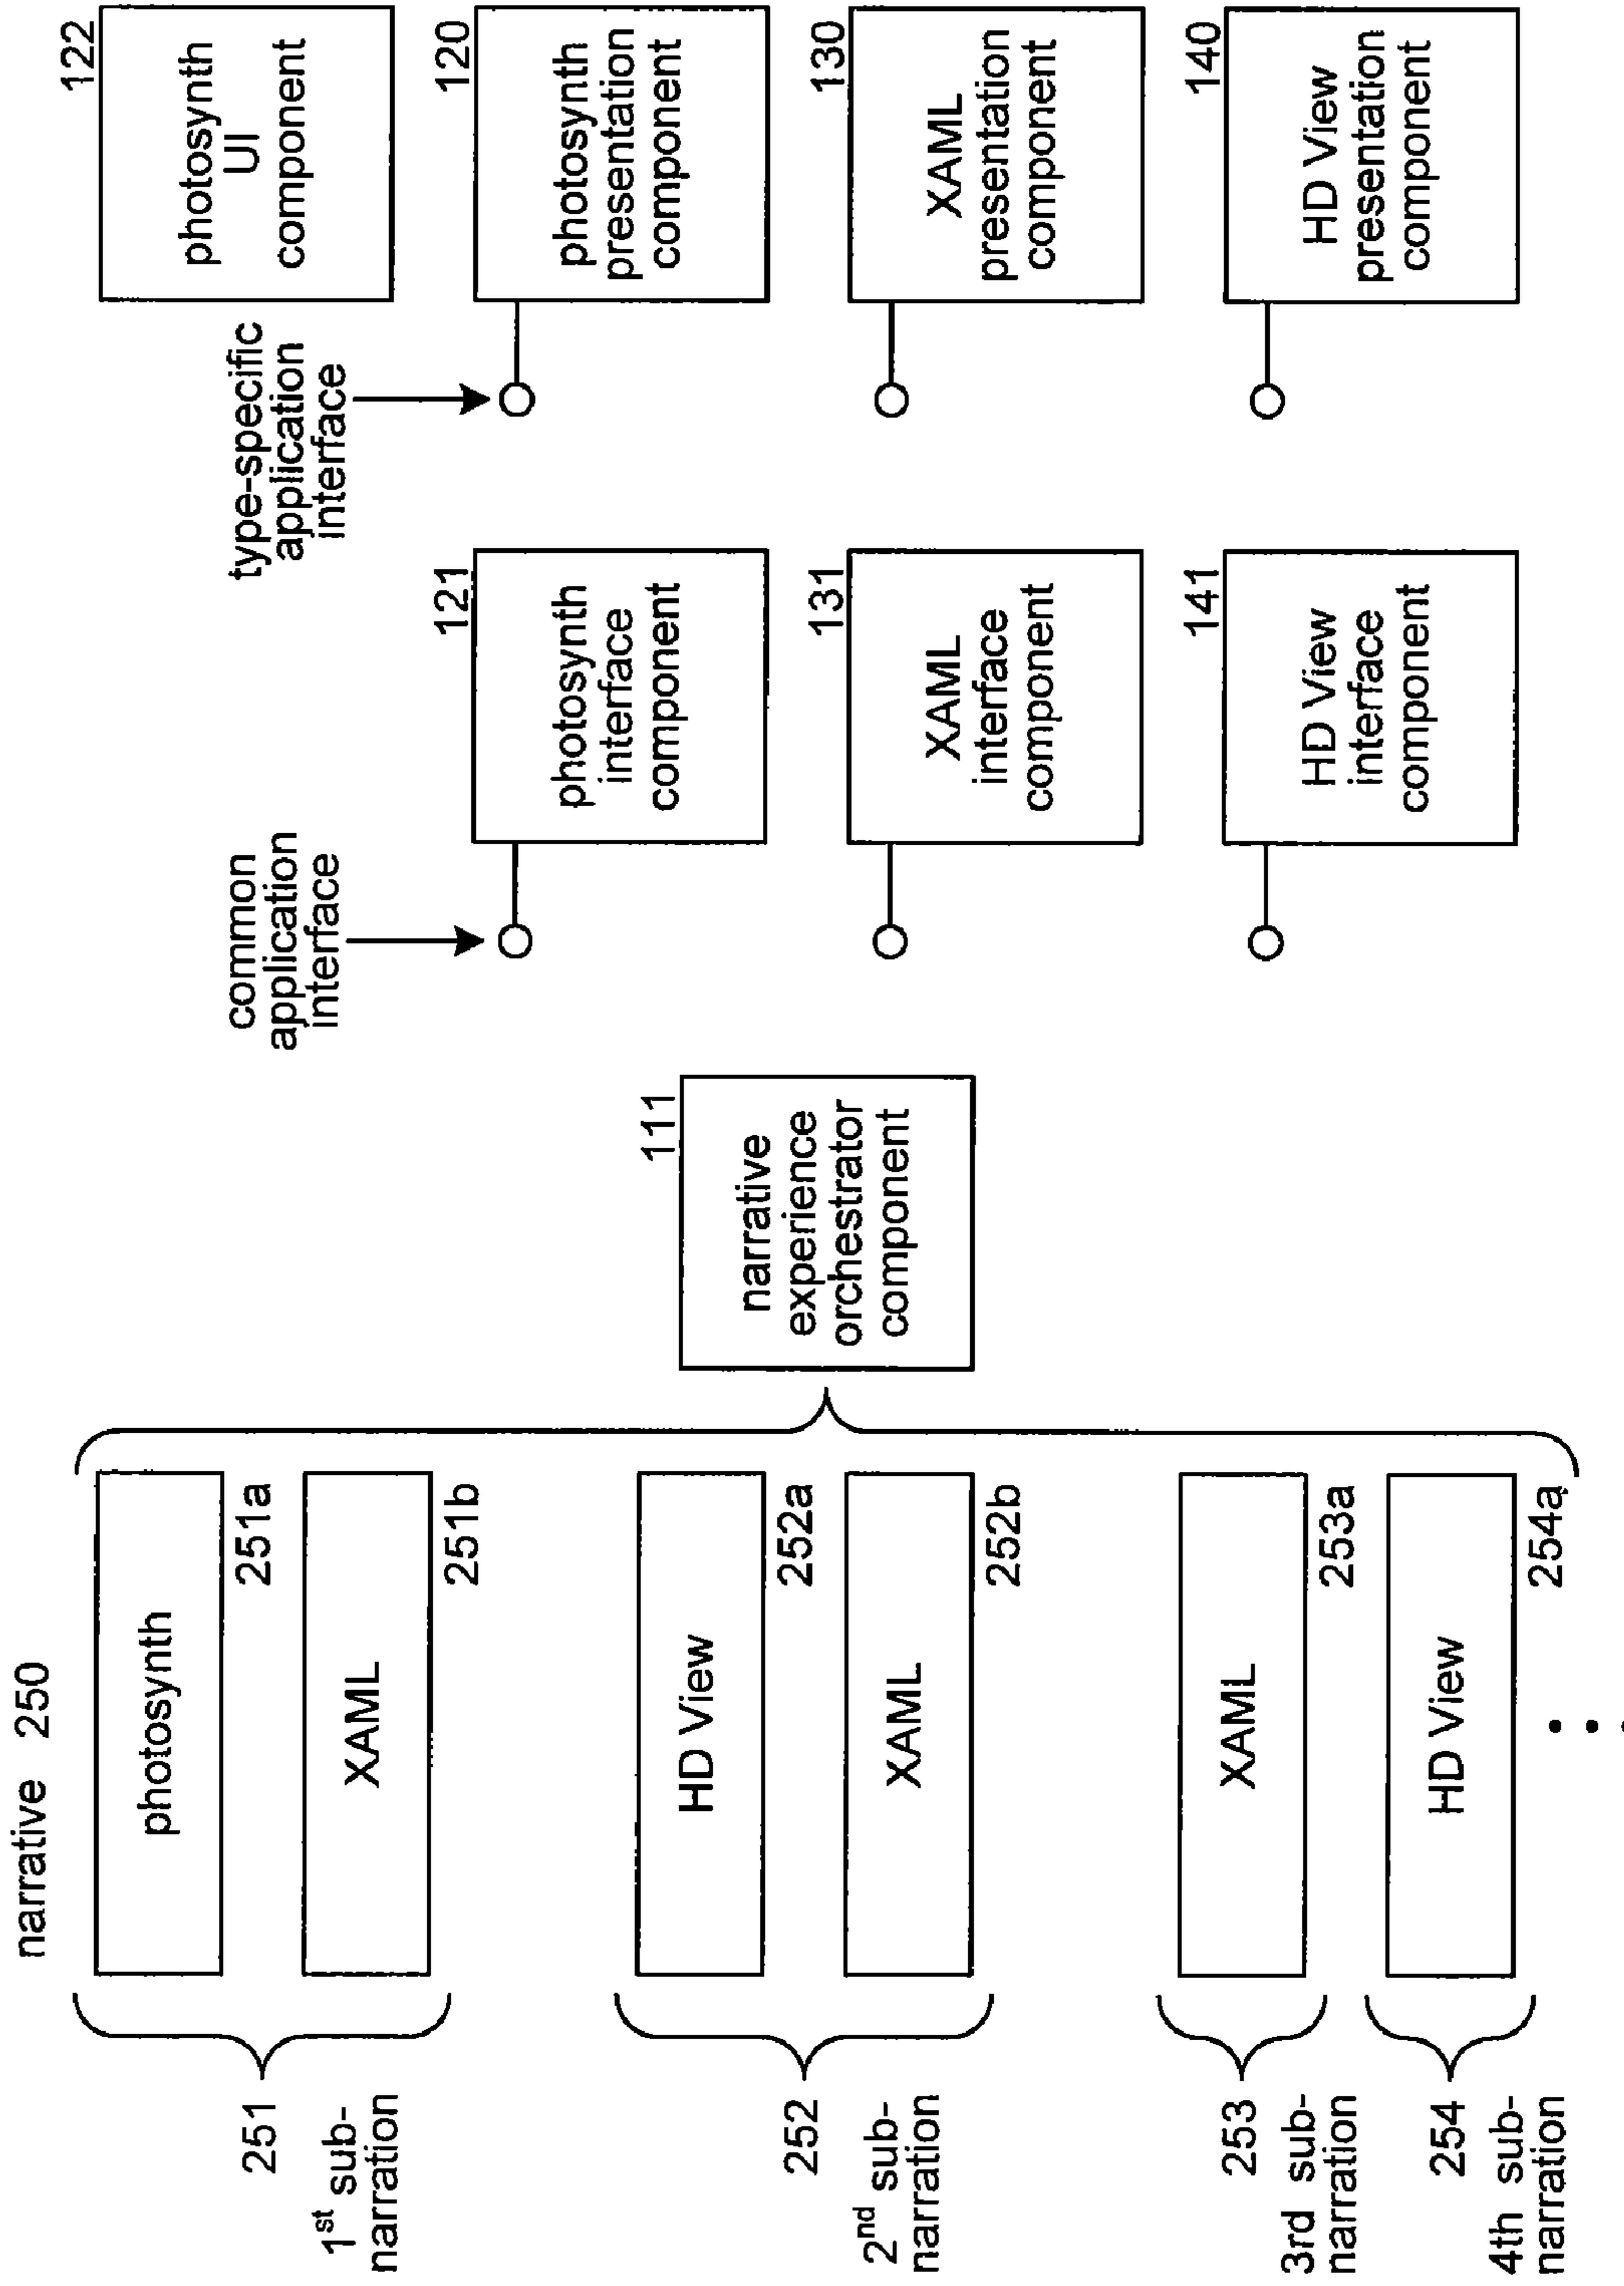 narrative 250
251
1st sub-
narration
photosynth
251a
XAML
251b
252
2nd sub-
narration
HD View
252a
XAML
252b
253
3rd sub-
narration
XAML
253a
254
4th sub-
narration
HD View
254a
111
narrative
experience
orchestrator
component
common
application
interface
121
photosynth
interface
component
131
XAML
interface
component
141
HD View
interface
component
type-specific
application
interface
122
photosynth
UI
component
120
photosynth
presentation
component
130
XAML
presentation
component
140
HD View
presentation
component